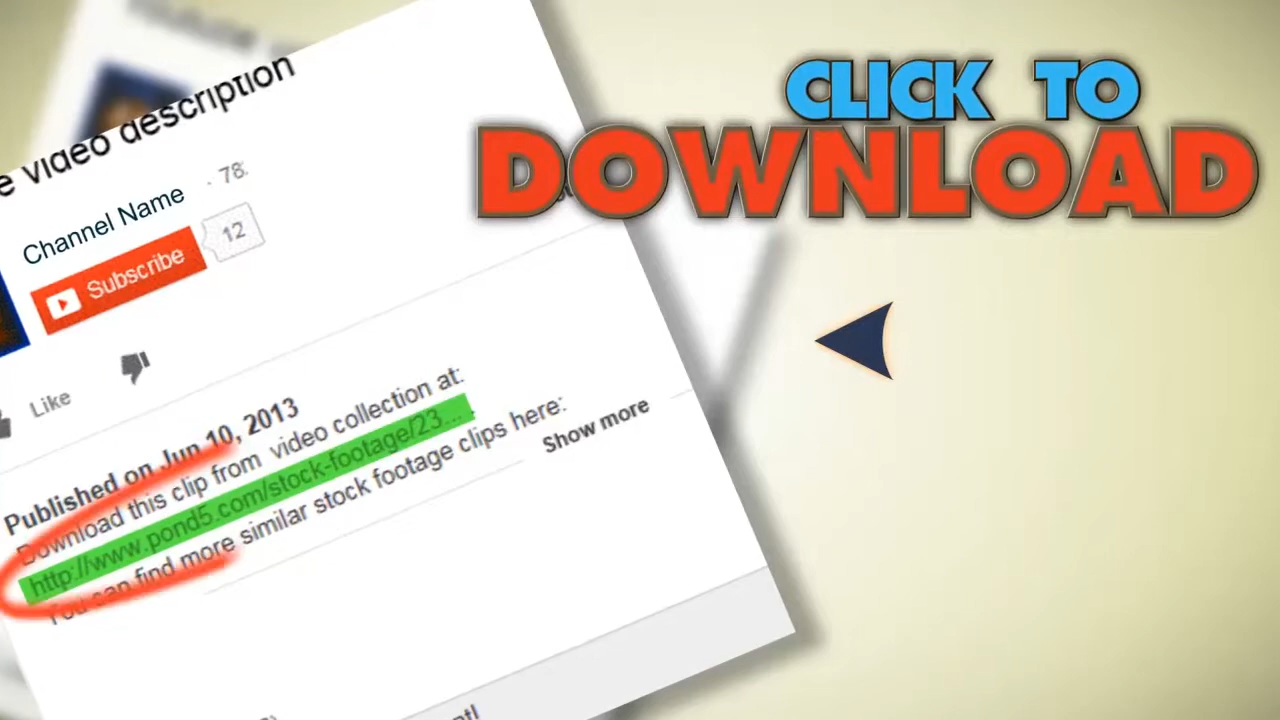 CLICK TO
DOWNLOAD
e video description
Channel Name
78
Subscribe
12
Like
Published on Jun 10, 2013
Download this clip from video collection at:
http://www.pond5.com/stock-footage/23...
You can find more similar stock footage clips here:
Show more